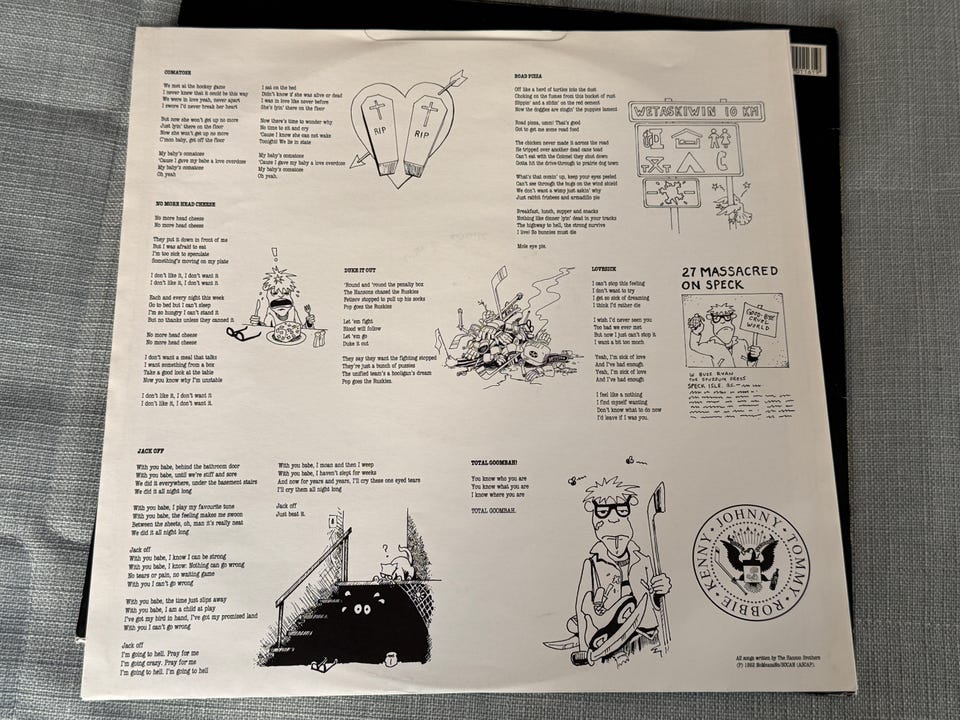 COMATOSE
We met at the hockey game
I never knew that it could be this way
We were in love yeah, never apart
I swore I'd never break her heart
But now she won't get up no more
Just lyin' there on the floor
Now she won't get up no more
C'mon baby, get off the floor
My baby's comatose
'Cause I gave my babe a love overdose
My baby's comatose
Oh yeah
I sat on the bed
Didn't know if she was alive or dead
I was in love like never before
She's lyin' there on the floor
Now there's time to wonder why
No time to sit and cry
'Cause I know she can not wake
Tonight! We lie in state
My baby's comatose
'Cause I gave my baby a love overdose
My baby's comatose
Oh yeah.
RIP
RIP
ROAD PIZZA
Off like a herd of turtles into the dust
Choking on the fumes from this bucket of rust
Slippin' and a slidin' on the red cement
Now the doggies are singin' the puppies lament
Road pizza, umm! That's good
Got to get me some road food
The chicken never made it across the road
He tripped over another dead cane toad
Can't eat with the Colonel they shut down
Gotta hit the drive-through to prairie dog town
What's that comin' up, keep your eyes peeled
Can't see through the bugs on the wind shield
We don't want a wimpy just askin' why
Just rabbit frisbees and armadillo pie
Breakfast, lunch, supper and snacks
Nothing like dinner lyin' dead in your tracks
The highway to hell, the strong survive
I live! So bunnies must die
Mole eye pie.
WETASKIWIN 10 KM
NO MORE HEAD CHEESE
No more head cheese
No more head cheese
They put it down in front of me
But I was afraid to eat
I'm too sick to speculate
Something's moving on my plate
I don't like it, I don't want it
I don't like it, I don't want it
Each and every night this week
Go to bed but I can't sleep
I'm so hungry I can't stand it
But no thanks unless they canned it
No more head cheese
No more head cheese
I don't want a meal that talks
I want something from a box
Take a good look at the table
Now you know why I'm unstable
I don't like it, I don't want it
I don't like it, I don't want it.
!
DUKE IT OUT
'Round and 'round the penalty box
The Hansons chased the Ruskies
Fetisov stopped to pull up his socks
Pop goes the Ruskies
Let 'em fight
Blood will follow
Let 'em go
Duke it out
They say they want the fighting stopped
They're just a bunch of pussies
The unified team's a hooligan's dream
Pop goes the Ruskies.
LOVESICK
I can't stop this feeling
I don't want to try
I get so sick of dreaming
I think I'd rather die
I wish I'd never seen you
Too bad we ever met
But now I just can't stop it
I want a bit too much
Yeah, I'm sick of love
And I've had enough
Yeah, I'm sick of love
And I've had enough
I feel like a nothing
I find myself wanting
Don't know what to do now
I'd leave if I was you.
27 MASSACRED
ON SPECK
GOOD-BYE
CRUEL
WORLD
W. BUZZ RYAN
THE SPUZZUM PRESS
SPECK ISLE. B.C.
JACK OFF
With you babe, behind the bathroom door
With you babe, until we're stiff and sore
We did it everywhere, under the basement stairs
We did it all night long
With you babe, I play my favourite tune
With you babe, the feeling makes me swoon
Between the sheets, oh, man it's really neat
We did it all night long
Jack off
With you babe, I know I can be strong
With you babe, I know: Nothing can go wrong
No tears or pain, no waiting game
With you I can't go wrong
With you babe, the time just slips away
With you babe, I am a child at play
I've got my bird in hand, I've got my promised land
With you I can't go wrong
Jack off
I'm going to hell. Pray for me
I'm going crazy. Pray for me
I'm going to hell. I'm going to hell
With you babe, I moan and then I weep
With you babe, I haven't slept for weeks
And now for years and years, I'll cry these one eyed tears
I'll cry them all night long
Jack off
Just beat it.
?
TOTAL GOOMBAH!
You know who you are
You know what you are
I know where you are
TOTAL GOOMBAH.
JOHNNY • TOMMY • ROBBIE • KENNY
All songs written by The Hanson Brothers
(P) 1992 NoMeansNo/SOCAN (ASCAP).